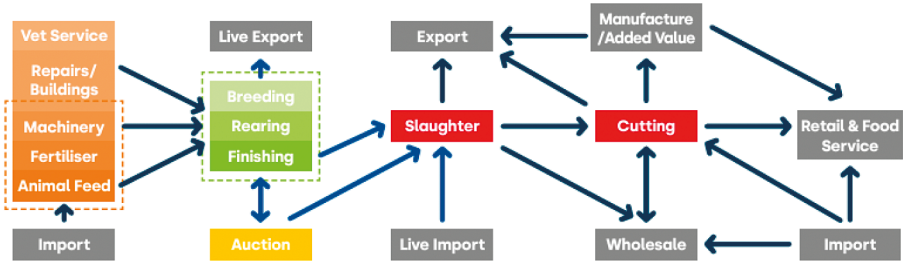 Vet Service
Repairs/
Buildings
Machinery
Fertiliser
Animal Feed
Import
Live Export
Breeding
Rearing
Finishing
Auction
Export
Slaughter
Live Import
Manufacture
/Added Value
Cutting
Wholesale
Retail & Food
Service
Import